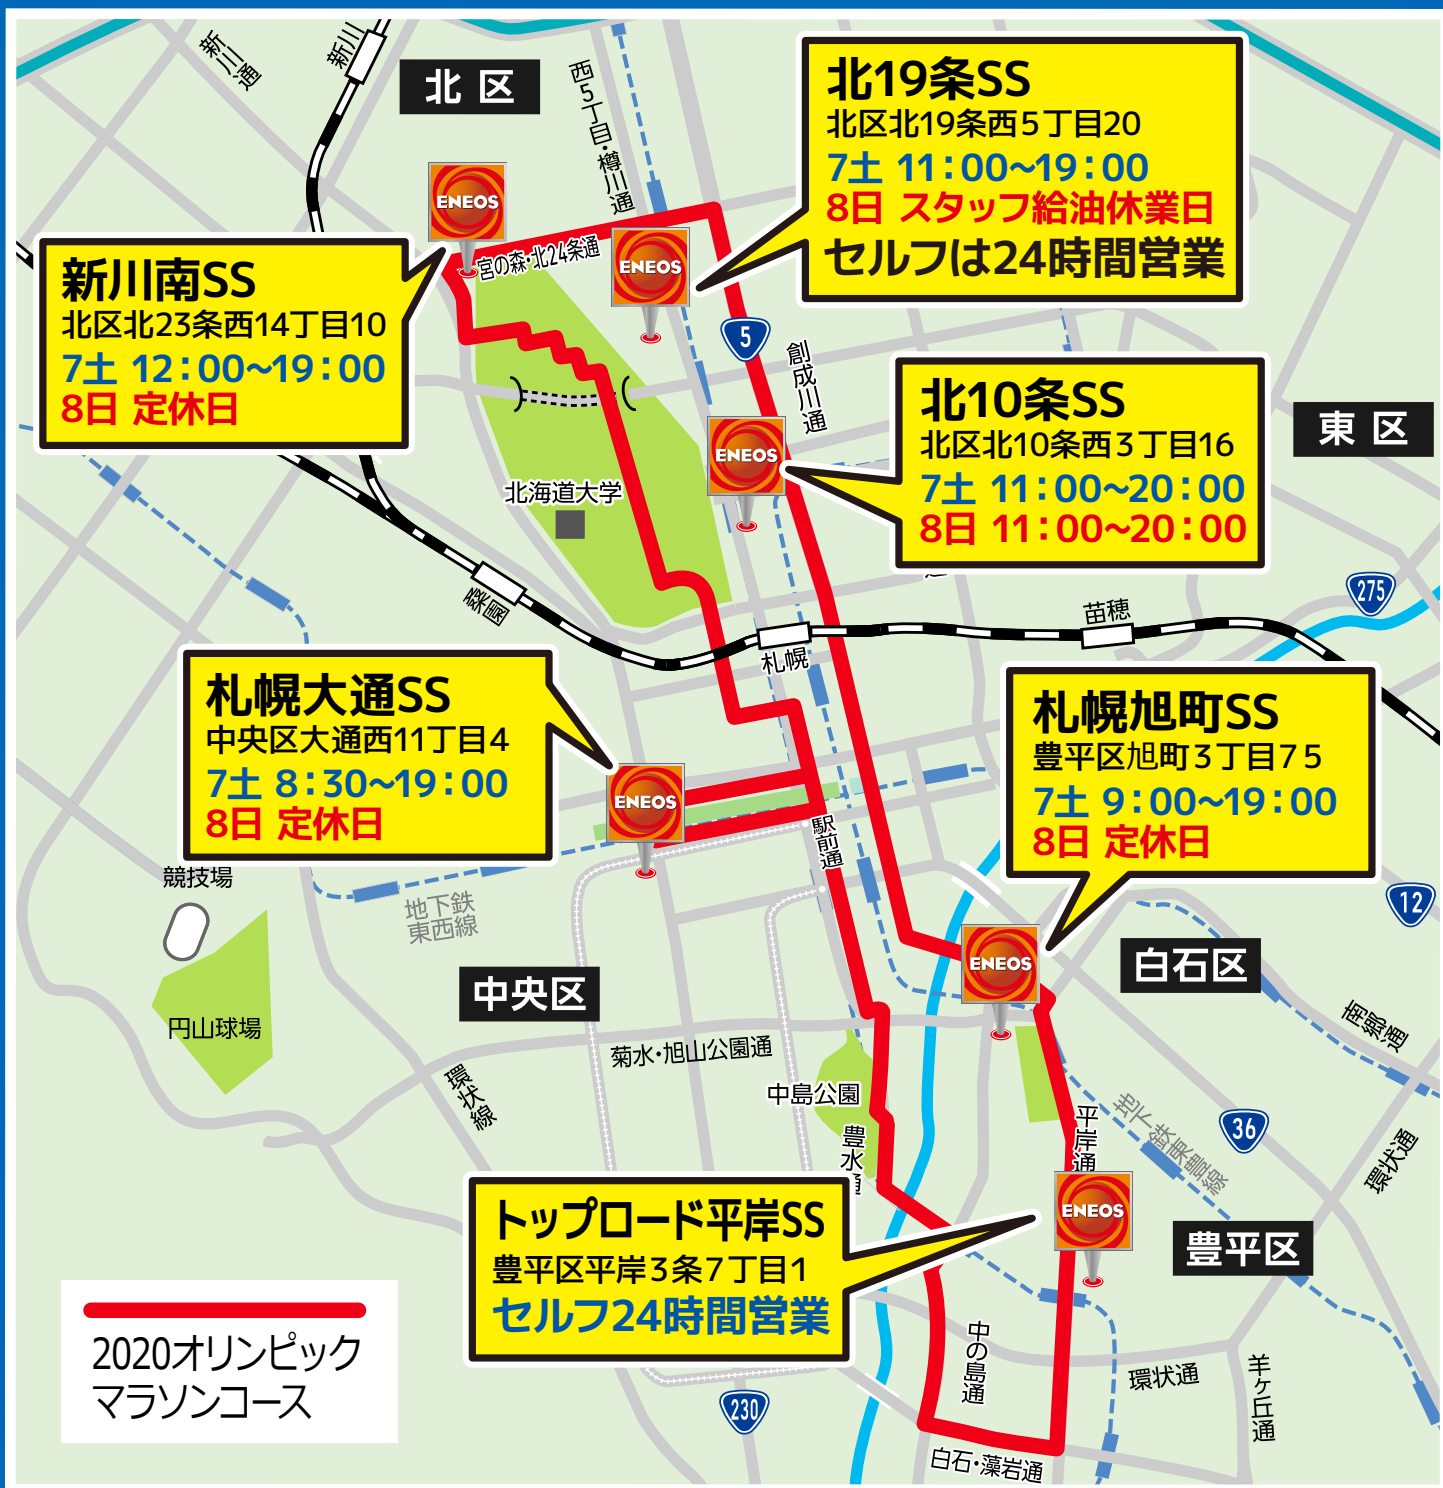 新川通
新川
北区
西5丁目・樽川通
北19条SS
北区北19条西5丁目20
7土 11:00~19:00
8日 スタッフ給油休業日
セルフは24時間営業
ENEOS
宮の森・北24条通
ENEOS
新川南SS
北区北23条西14丁目10
7土 12:00~19:00
8日 定休日
5
創成川通
北10条SS
北区北10条西3丁目16
7土 11:00~20:00
8日 11:00~20:00
東区
ENEOS
北海道大学
桑園
札幌
苗穂
275
札幌大通SS
中央区大通西11丁目4
7土 8:30~19:00
8日 定休日
ENEOS
札幌旭町SS
豊平区旭町3丁目75
7土 9:00~19:00
8日 定休日
駅前通
競技場
地下鉄
東西線
12
中央区
ENEOS
白石区
円山球場
南郷通
菊水・旭山公園通
環状線
中島公園
豊水通
平岸通
地下鉄東豊線
36
環状通
トップロード平岸SS
豊平区平岸3条7丁目1
セルフ24時間営業
ENEOS
豊平区
2020オリンピック
マラソンコース
中の島通
環状通
羊ヶ丘通
230
白石・藻岩通